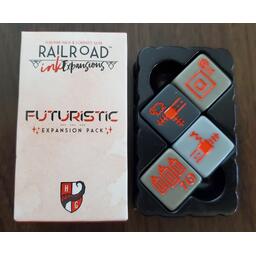 RAILROAD
ink Expansions
FUTURISTIC
EXPANSION PACK
H
G